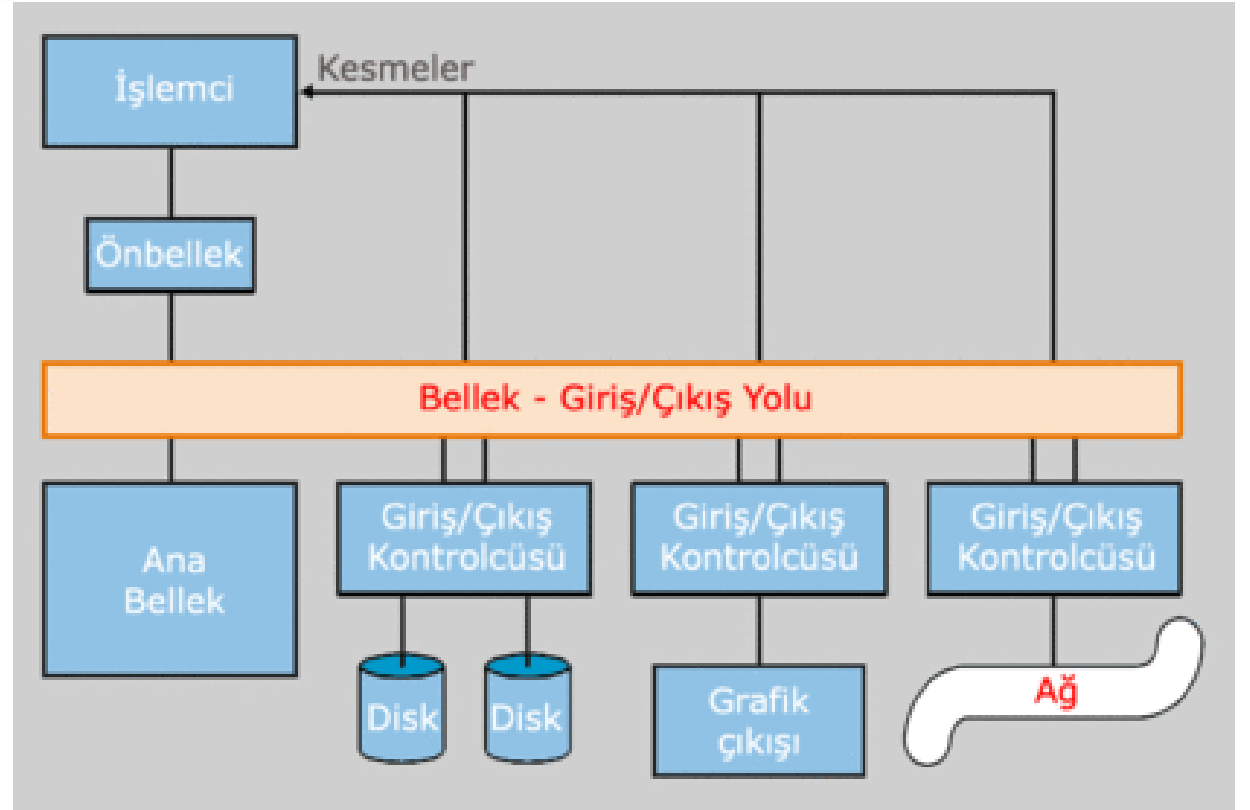 İşlemci
Kesmeler
Önbellek
Bellek - Giriş/Çıkış Yolu
Ana
Bellek
Giriş/Çıkış
Kontrolcüsü
Giriş/Çıkış
Kontrolcüsü
Giriş/Çıkış
Kontrolcüsü
Disk
Disk
Grafik
çıkışı
Ağ